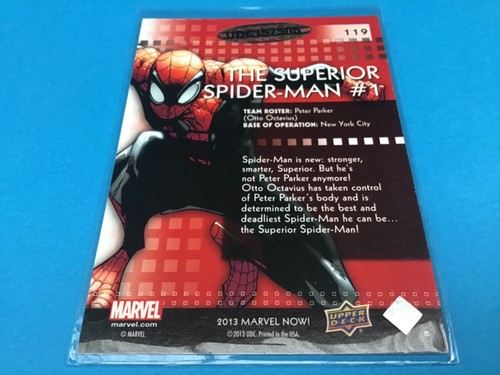 119
THE SUPERIOR
SPIDER-MAN #1
TEAM ROSTER: Peter Parker
(Otto Octavius)
BASE OF OPERATION: New York City
Spider-Man is new: stronger,
smarter, Superior. But he's
not Peter Parker anymore!
Otto Octavius has taken control
of Peter Parker's body and is
determined to be the best and
deadliest Spider-Man he can be...
the Superior Spider-Man!
MARVEL
marvel.com
© MARVEL
2013 MARVEL NOW!
© 2013 UDC. Printed in the USA.
UPPER
DECK